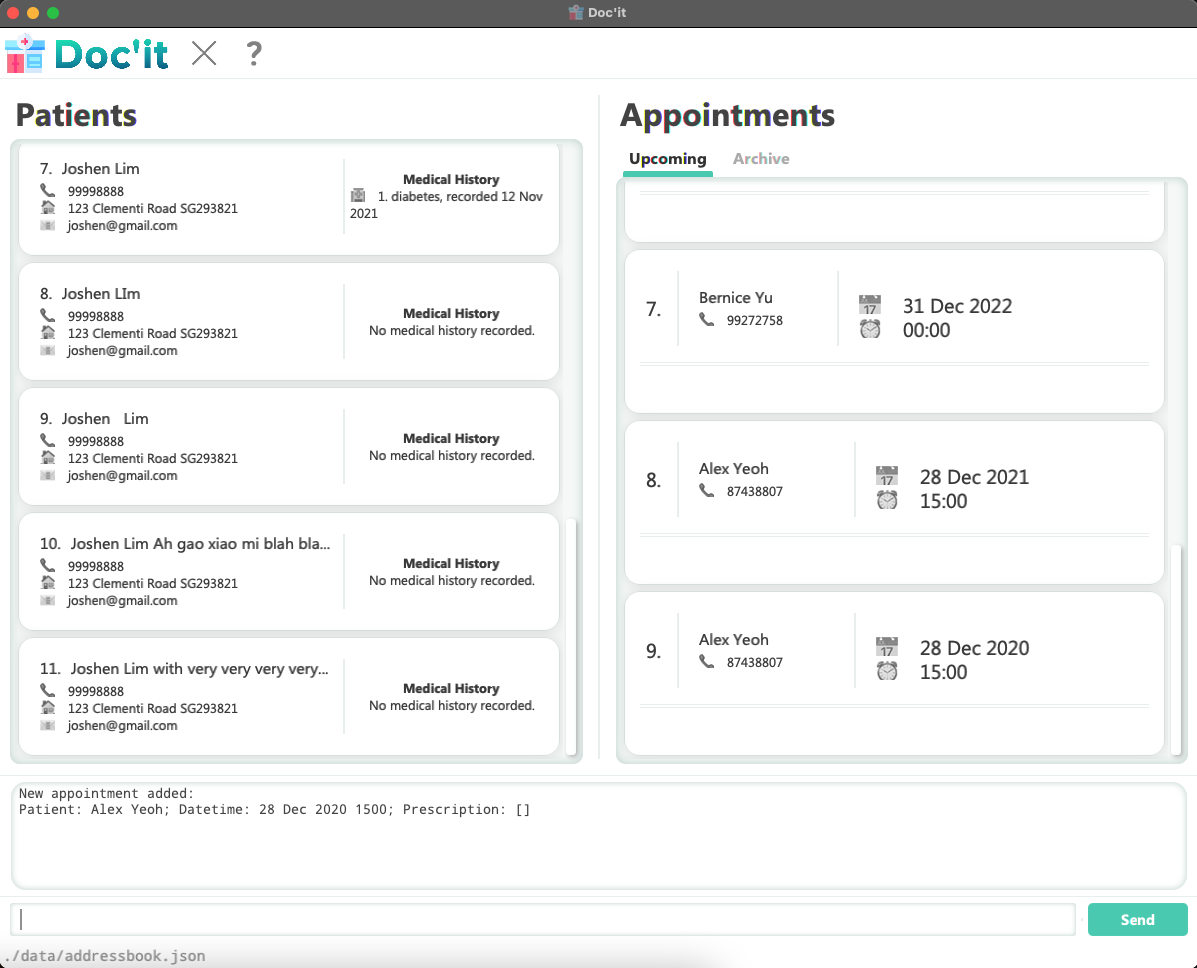 Doc'it
Doc'it
?
Patients
7. Joshen Lim
99998888
123 Clementi Road SG293821
joshen@gmail.com
Medical History
1. diabetes, recorded 12 Nov
2021
8. Joshen LIm
99998888
123 Clementi Road SG293821
joshen@gmail.com
Medical History
No medical history recorded.
9. Joshen   Lim
99998888
123 Clementi Road SG293821
joshen@gmail.com
Medical History
No medical history recorded.
10. Joshen Lim Ah gao xiao mi blah bla...
99998888
123 Clementi Road SG293821
joshen@gmail.com
Medical History
No medical history recorded.
11. Joshen Lim with very very very very...
99998888
123 Clementi Road SG293821
joshen@gmail.com
Medical History
No medical history recorded.
Appointments
Upcoming Archive
7.
Bernice Yu
99272758
17
31 Dec 2022
00:00
8.
Alex Yeoh
87438807
17
28 Dec 2021
15:00
9.
Alex Yeoh
87438807
17
28 Dec 2020
15:00
New appointment added:
Patient: Alex Yeoh; Datetime: 28 Dec 2020 1500; Prescription: []
Send
./data/addressbook.json